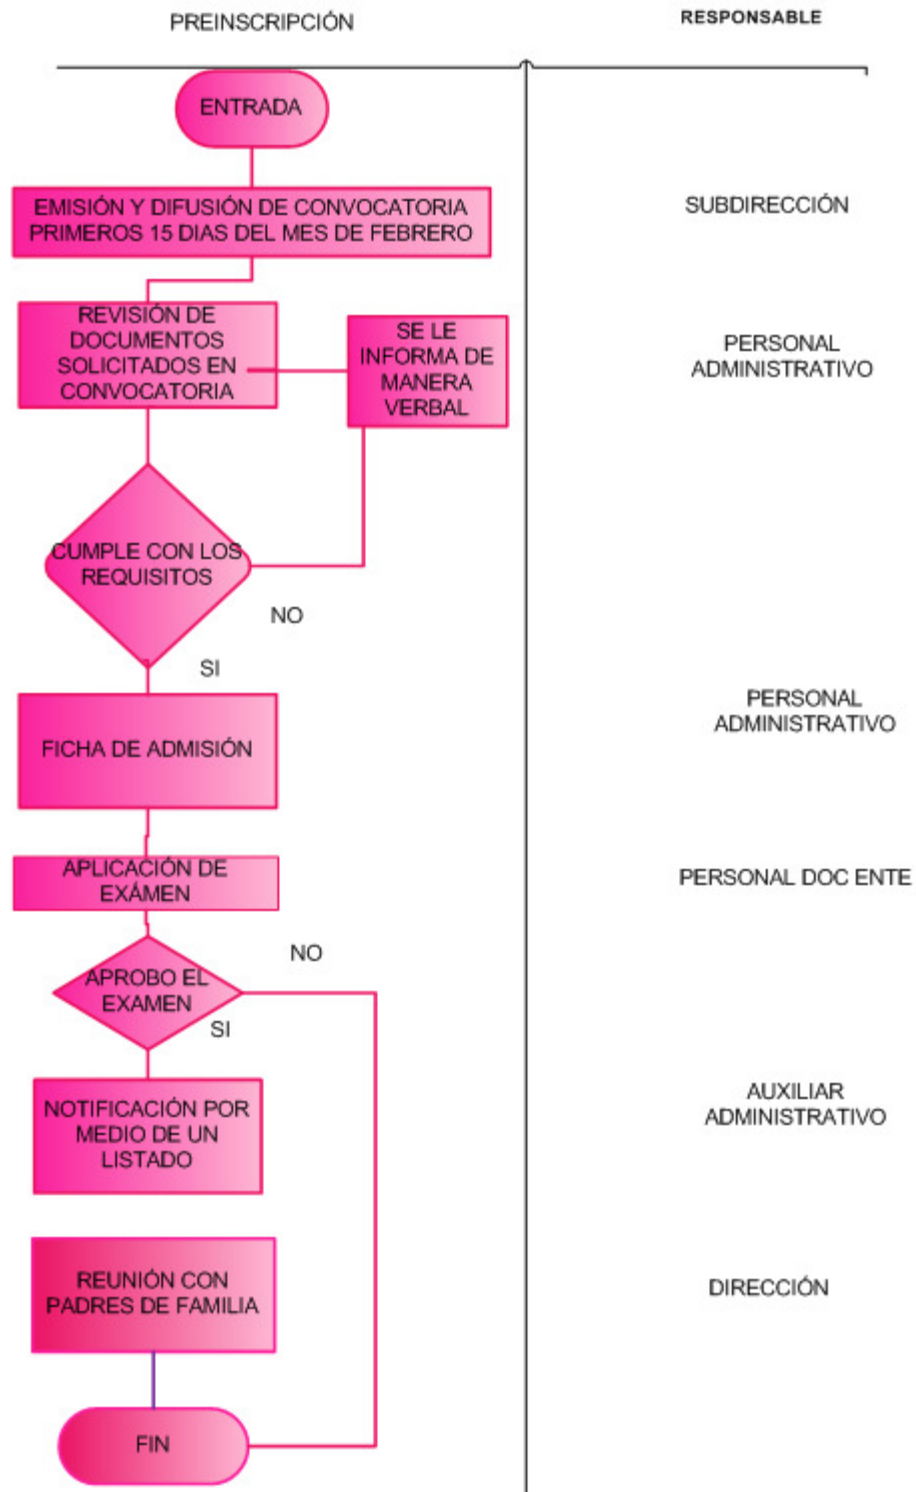 PREINSCRIPCIÓN
RESPONSABLE
ENTRADA
EMISIÓN Y DIFUSIÓN DE CONVOCATORIA
PRIMEROS 15 DIAS DEL MES DE FEBRERO
SUBDIRECCIÓN
REVISIÓN DE
DOCUMENTOS
SOLICITADOS EN
CONVOCATORIA
SE LE
INFORMA DE
MANERA
VERBAL
PERSONAL
ADMINISTRATIVO
CUMPLE CON LOS
REQUISITOS
NO
SI
FICHA DE ADMISIÓN
PERSONAL
ADMINISTRATIVO
APLICACIÓN DE
EXÁMEN
PERSONAL DOC ENTE
APROBO EL
EXAMEN
NO
SI
NOTIFICACIÓN POR
MEDIO DE UN
LISTADO
AUXILIAR
ADMINISTRATIVO
REUNIÓN CON
PADRES DE FAMILIA
DIRECCIÓN
FIN